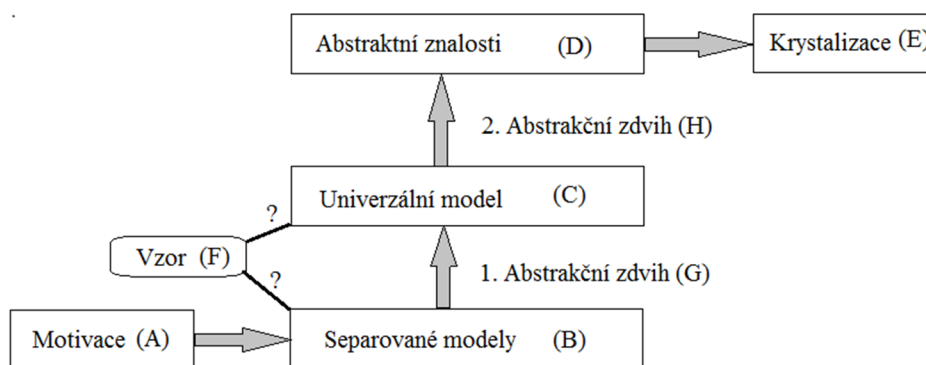 Abstraktní znalosti (D)
Krystalizace (E)
2. Abstrakční zdvih (H)
Univerzální model (C)
?
Vzor (F)
?
1. Abstrakční zdvih (G)
Motivace (A)
Separované modely (B)